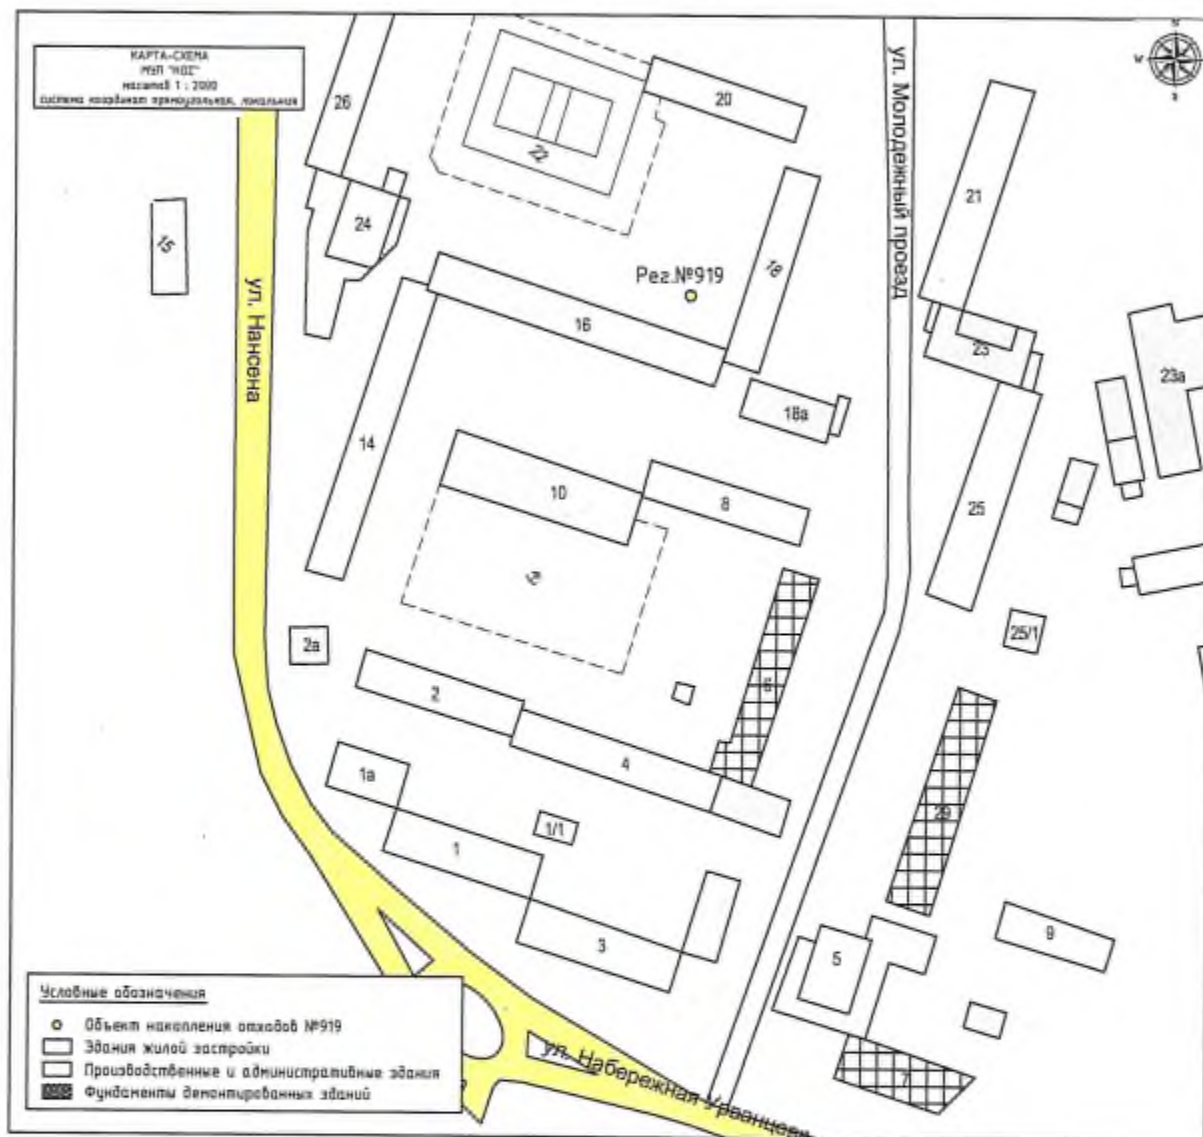 КАРТА-СХЕМА
МУП "КОС"
масштаб 1 : 2000
система координат прямоугольная, локальная
N
W
S
26
20
22
24
15
21
18
ул. Молодежный проезд
Рег.№919
ул. Нансена
16
23
23а
18а
14
10
8
25
2а
25/1
6
2
4
1а
1/1
1
29
3
5
9
7
ул. Набережная Урванцева
Условные обозначения
Объект накопления отходов №919
Здания жилой застройки
Производственные и административные здания
Фундаменты демонтированных зданий